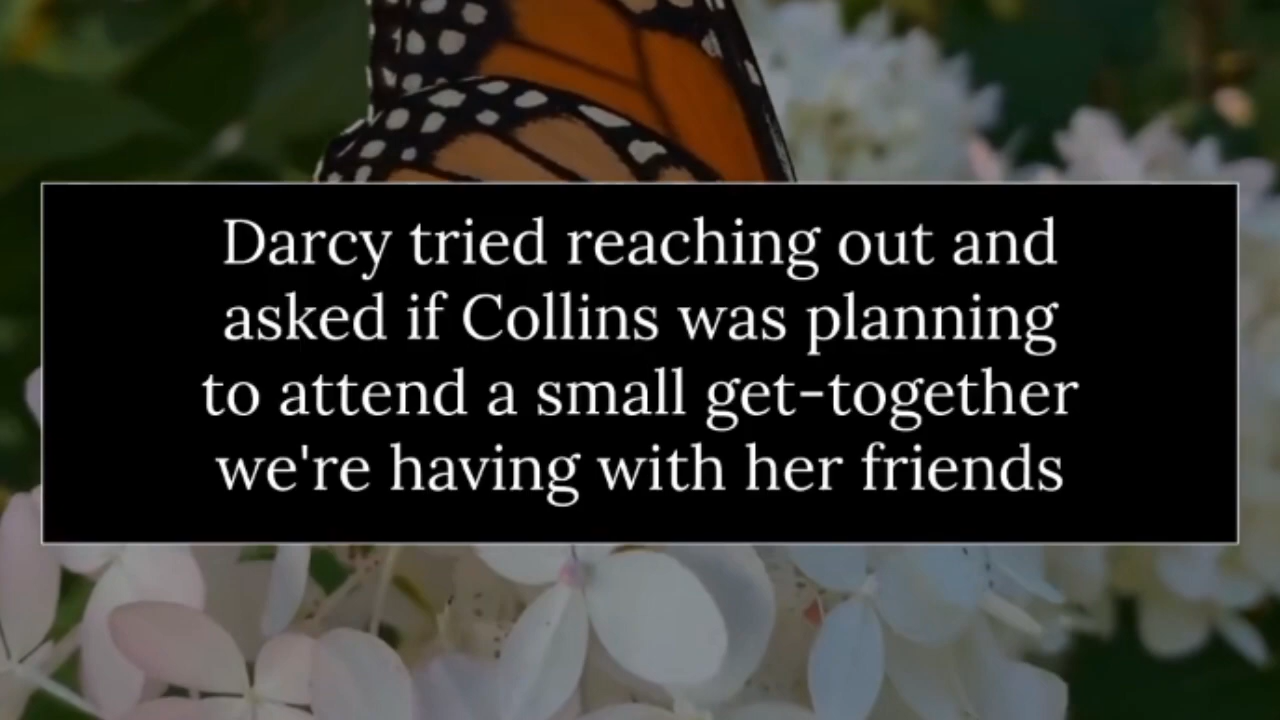 Darcy tried reaching out and
asked if Collins was planning
to attend a small get-together
we're having with her friends